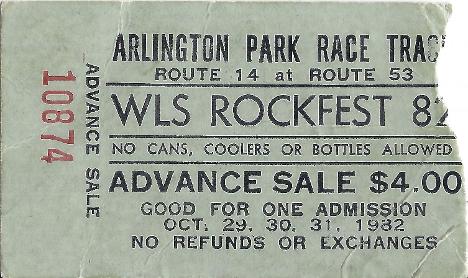 ARLINGTON PARK RACE TRAC
ROUTE 14 at ROUTE 53
WLS ROCKFEST 82
NO CANS, COOLERS OR BOTTLES ALLOWED
ADVANCE SALE $4.00
GOOD FOR ONE ADMISSION
OCT. 29. 30. 31. 1982
NO REFUNDS OR EXCHANGES
ADVANCE SALE
10874